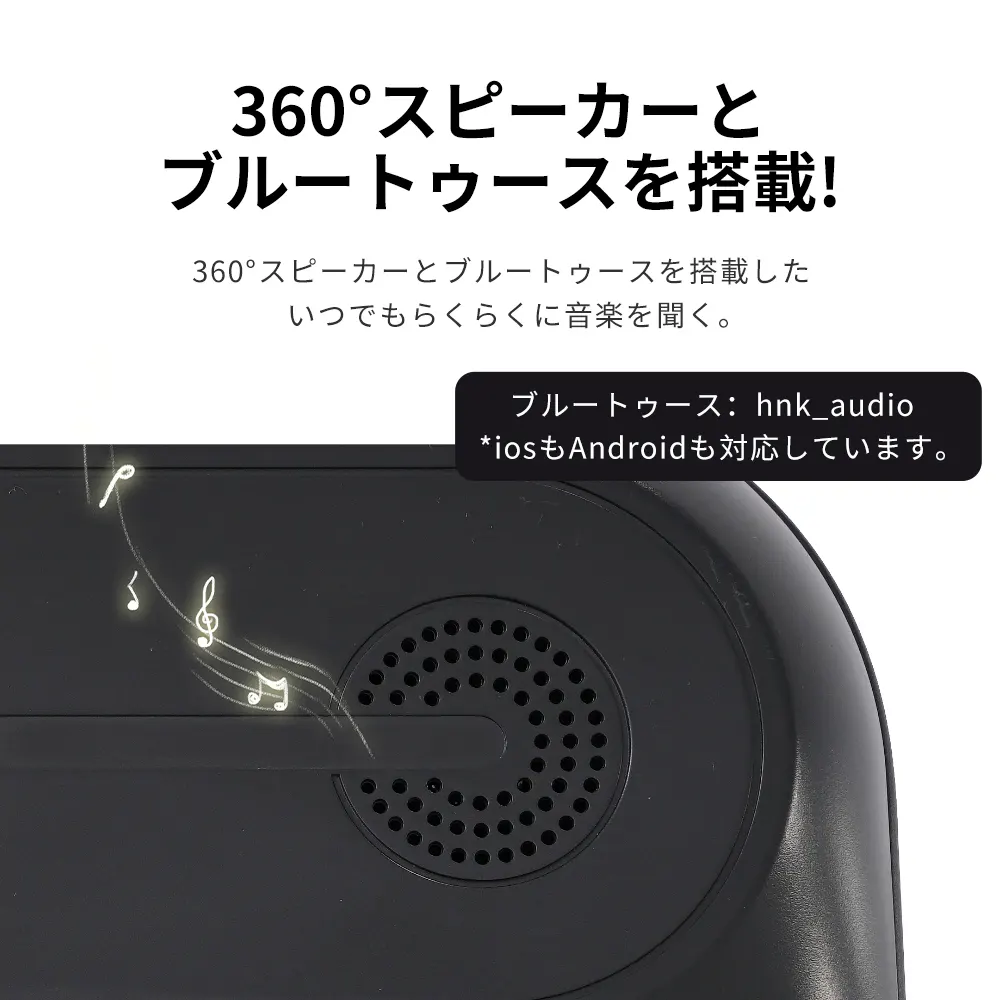 360°スピーカーと
ブルートゥースを搭載!
360°スピーカーとブルートゥースを搭載した
いつでもらくらくに音楽を聞く。
ブルートゥース：hnk_audio
*iosもAndroidも対応しています。